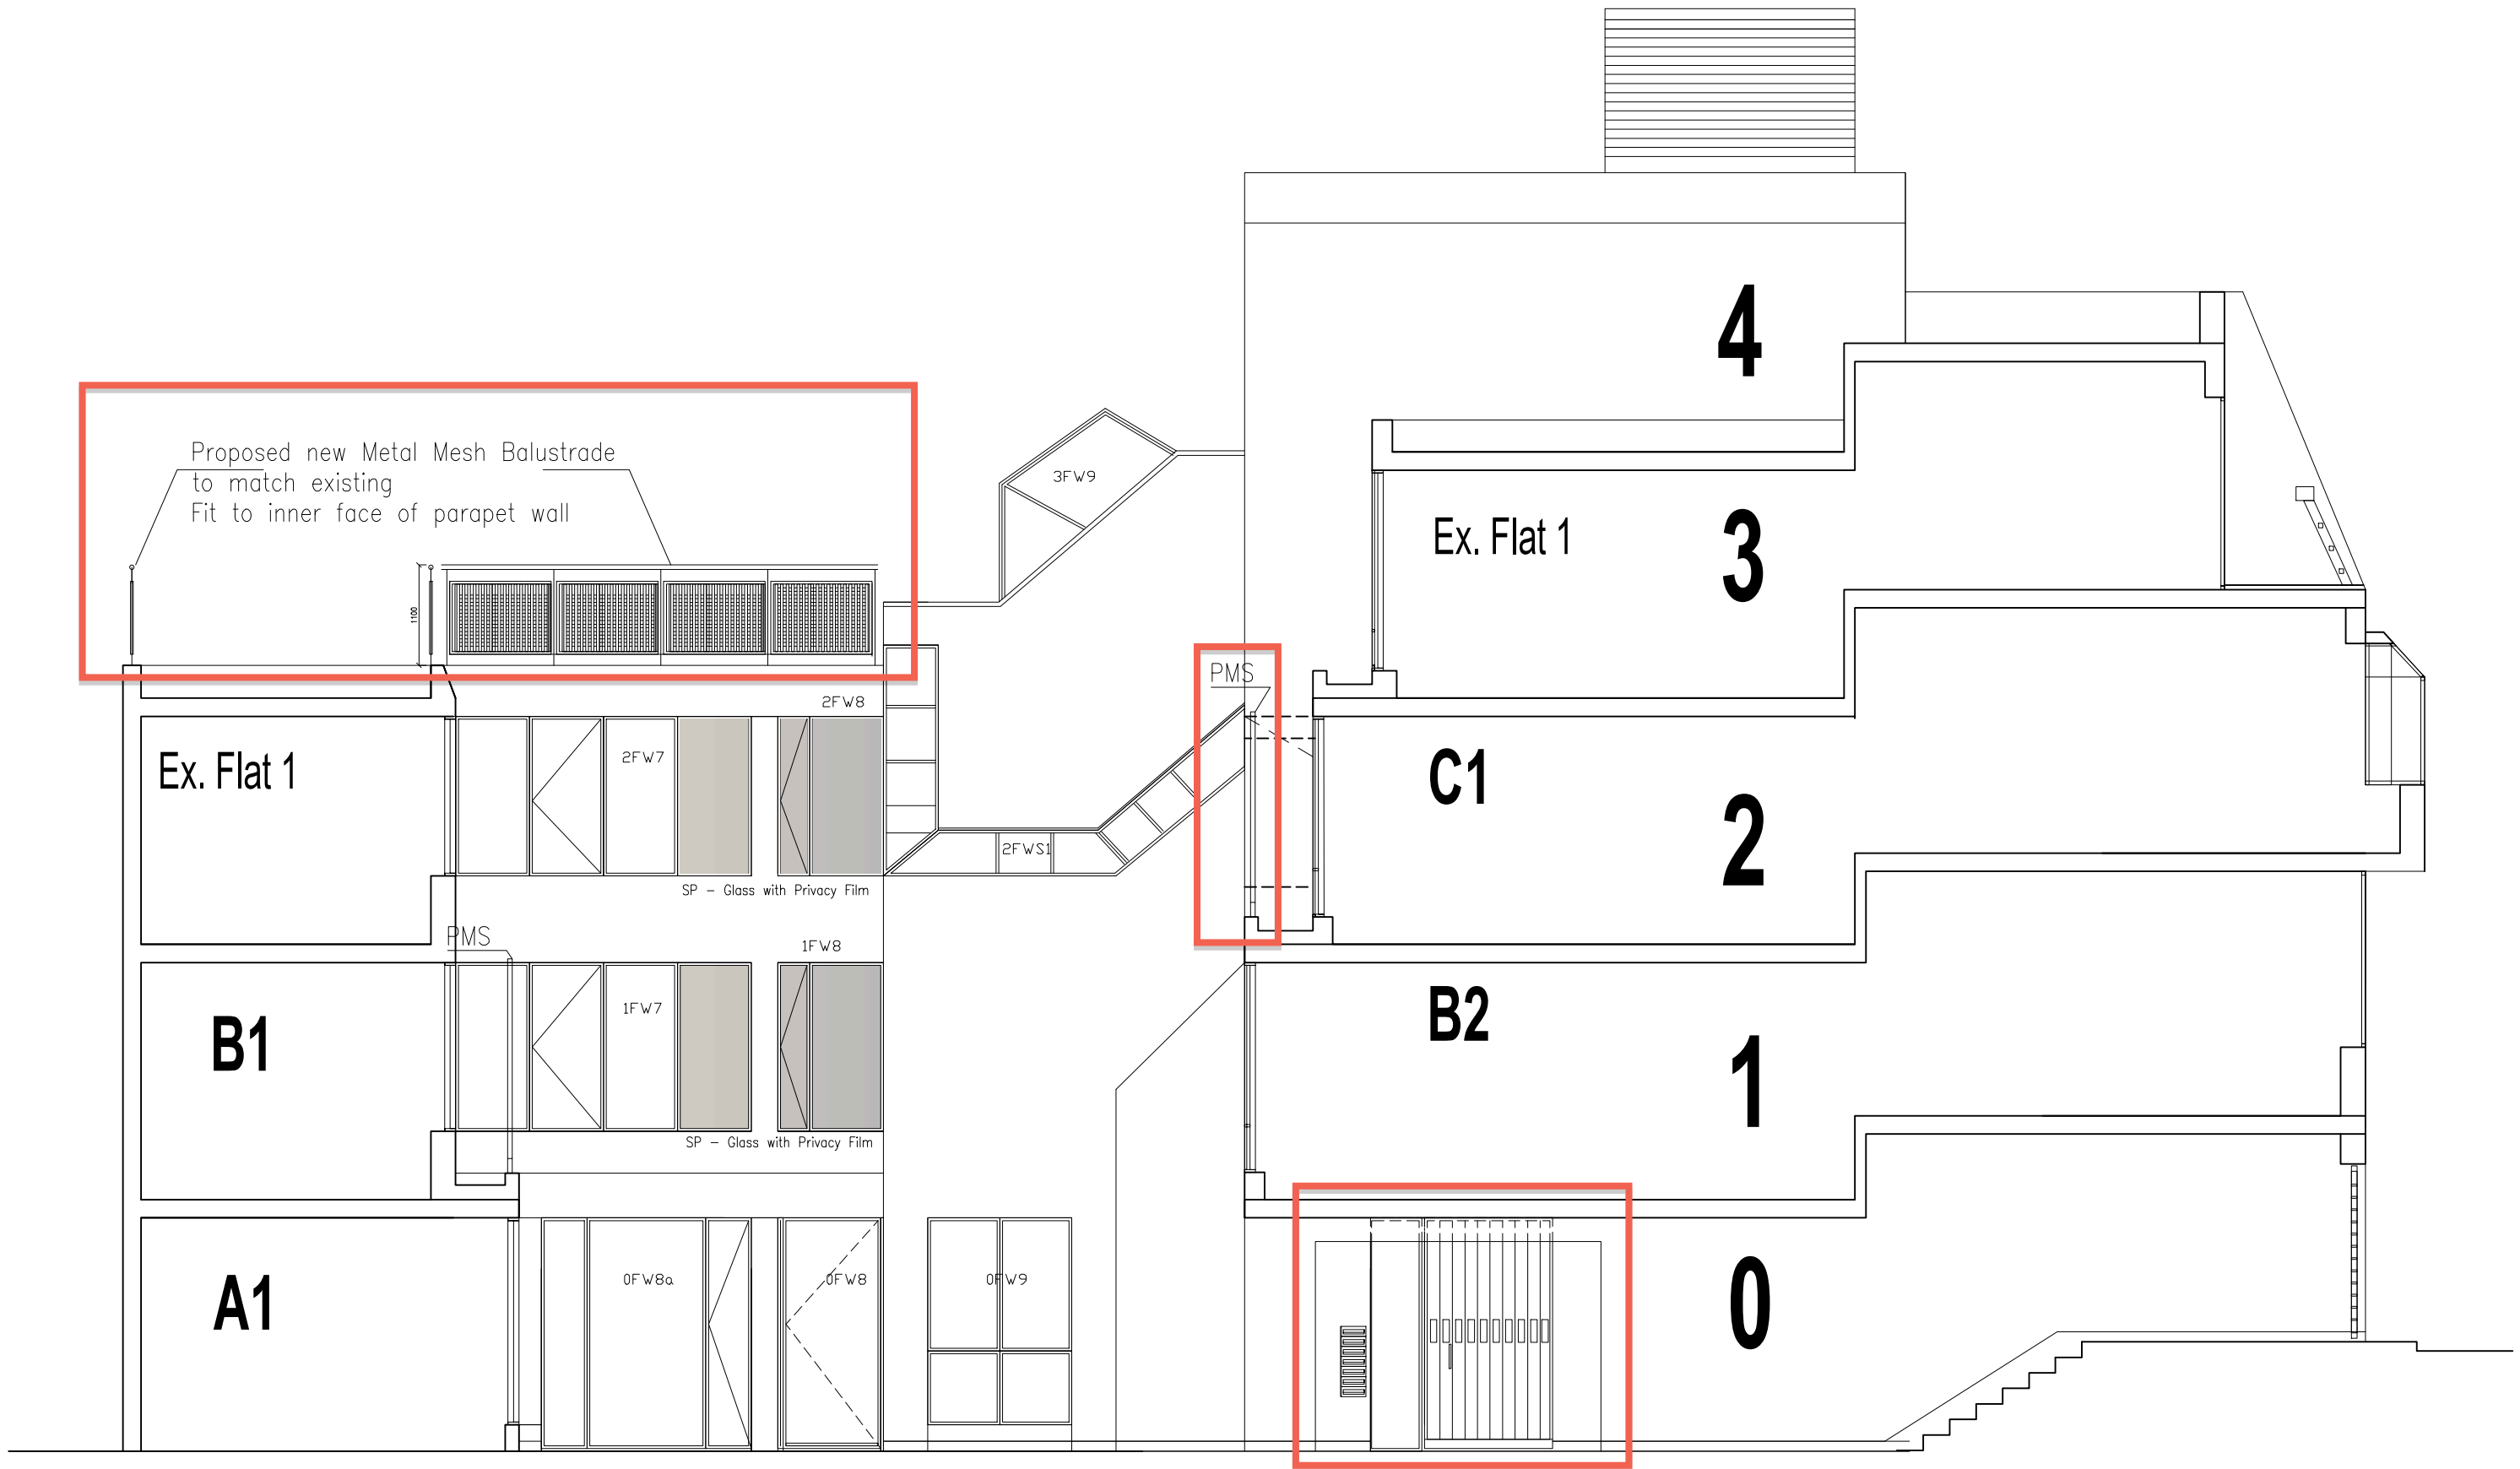 4
Proposed new Metal Mesh Balustrade
to match existing
Fit to inner face of parapet wall
3FW9
Ex. Flat 1
3
1100
PMS
2FW8
Ex. Flat 1
2FW7
C1
2
2FWS1
SP - Glass with Privacy Film
PMS
1FW8
B1
1FW7
B2
1
SP - Glass with Privacy Film
A1
0FW8a
0FW8
0FW9
0